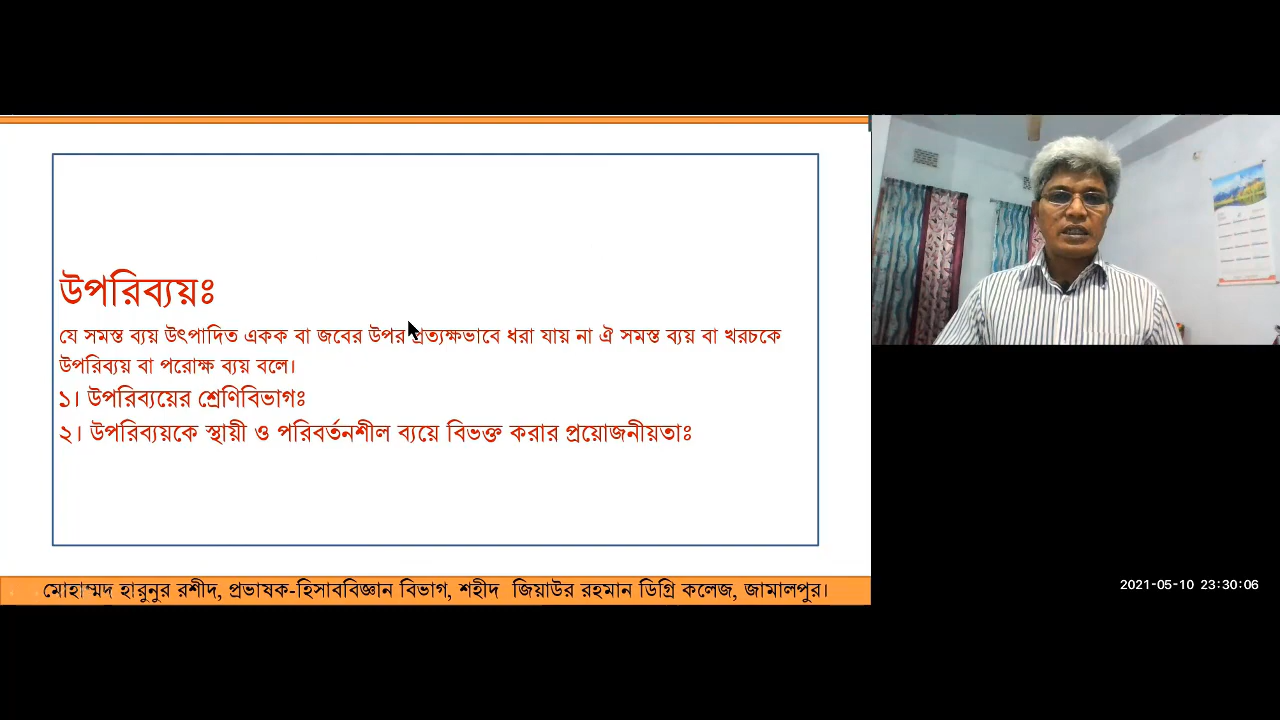 উপরিব্যয়ঃ
যে সমস্ত ব্যয় উৎপাদিত একক বা জবের উপর প্রত্যক্ষভাবে ধরা যায় না ঐ সমস্ত ব্যয় বা খরচকে
উপরিব্যয় বা পরোক্ষ ব্যয় বলে।
১। উপরিব্যয়ের শ্রেণিবিভাগঃ
২। উপরিব্যয়কে স্থায়ী ও পরিবর্তনশীল ব্যয়ে বিভক্ত করার প্রয়োজনীয়তাঃ
মোহাম্মদ হারুনুর রশীদ, প্রভাষক-হিসাববিজ্ঞান বিভাগ, শহীদ জিয়াউর রহমান ডিগ্রি কলেজ, জামালপুর।
2021-05-10 23:30:06